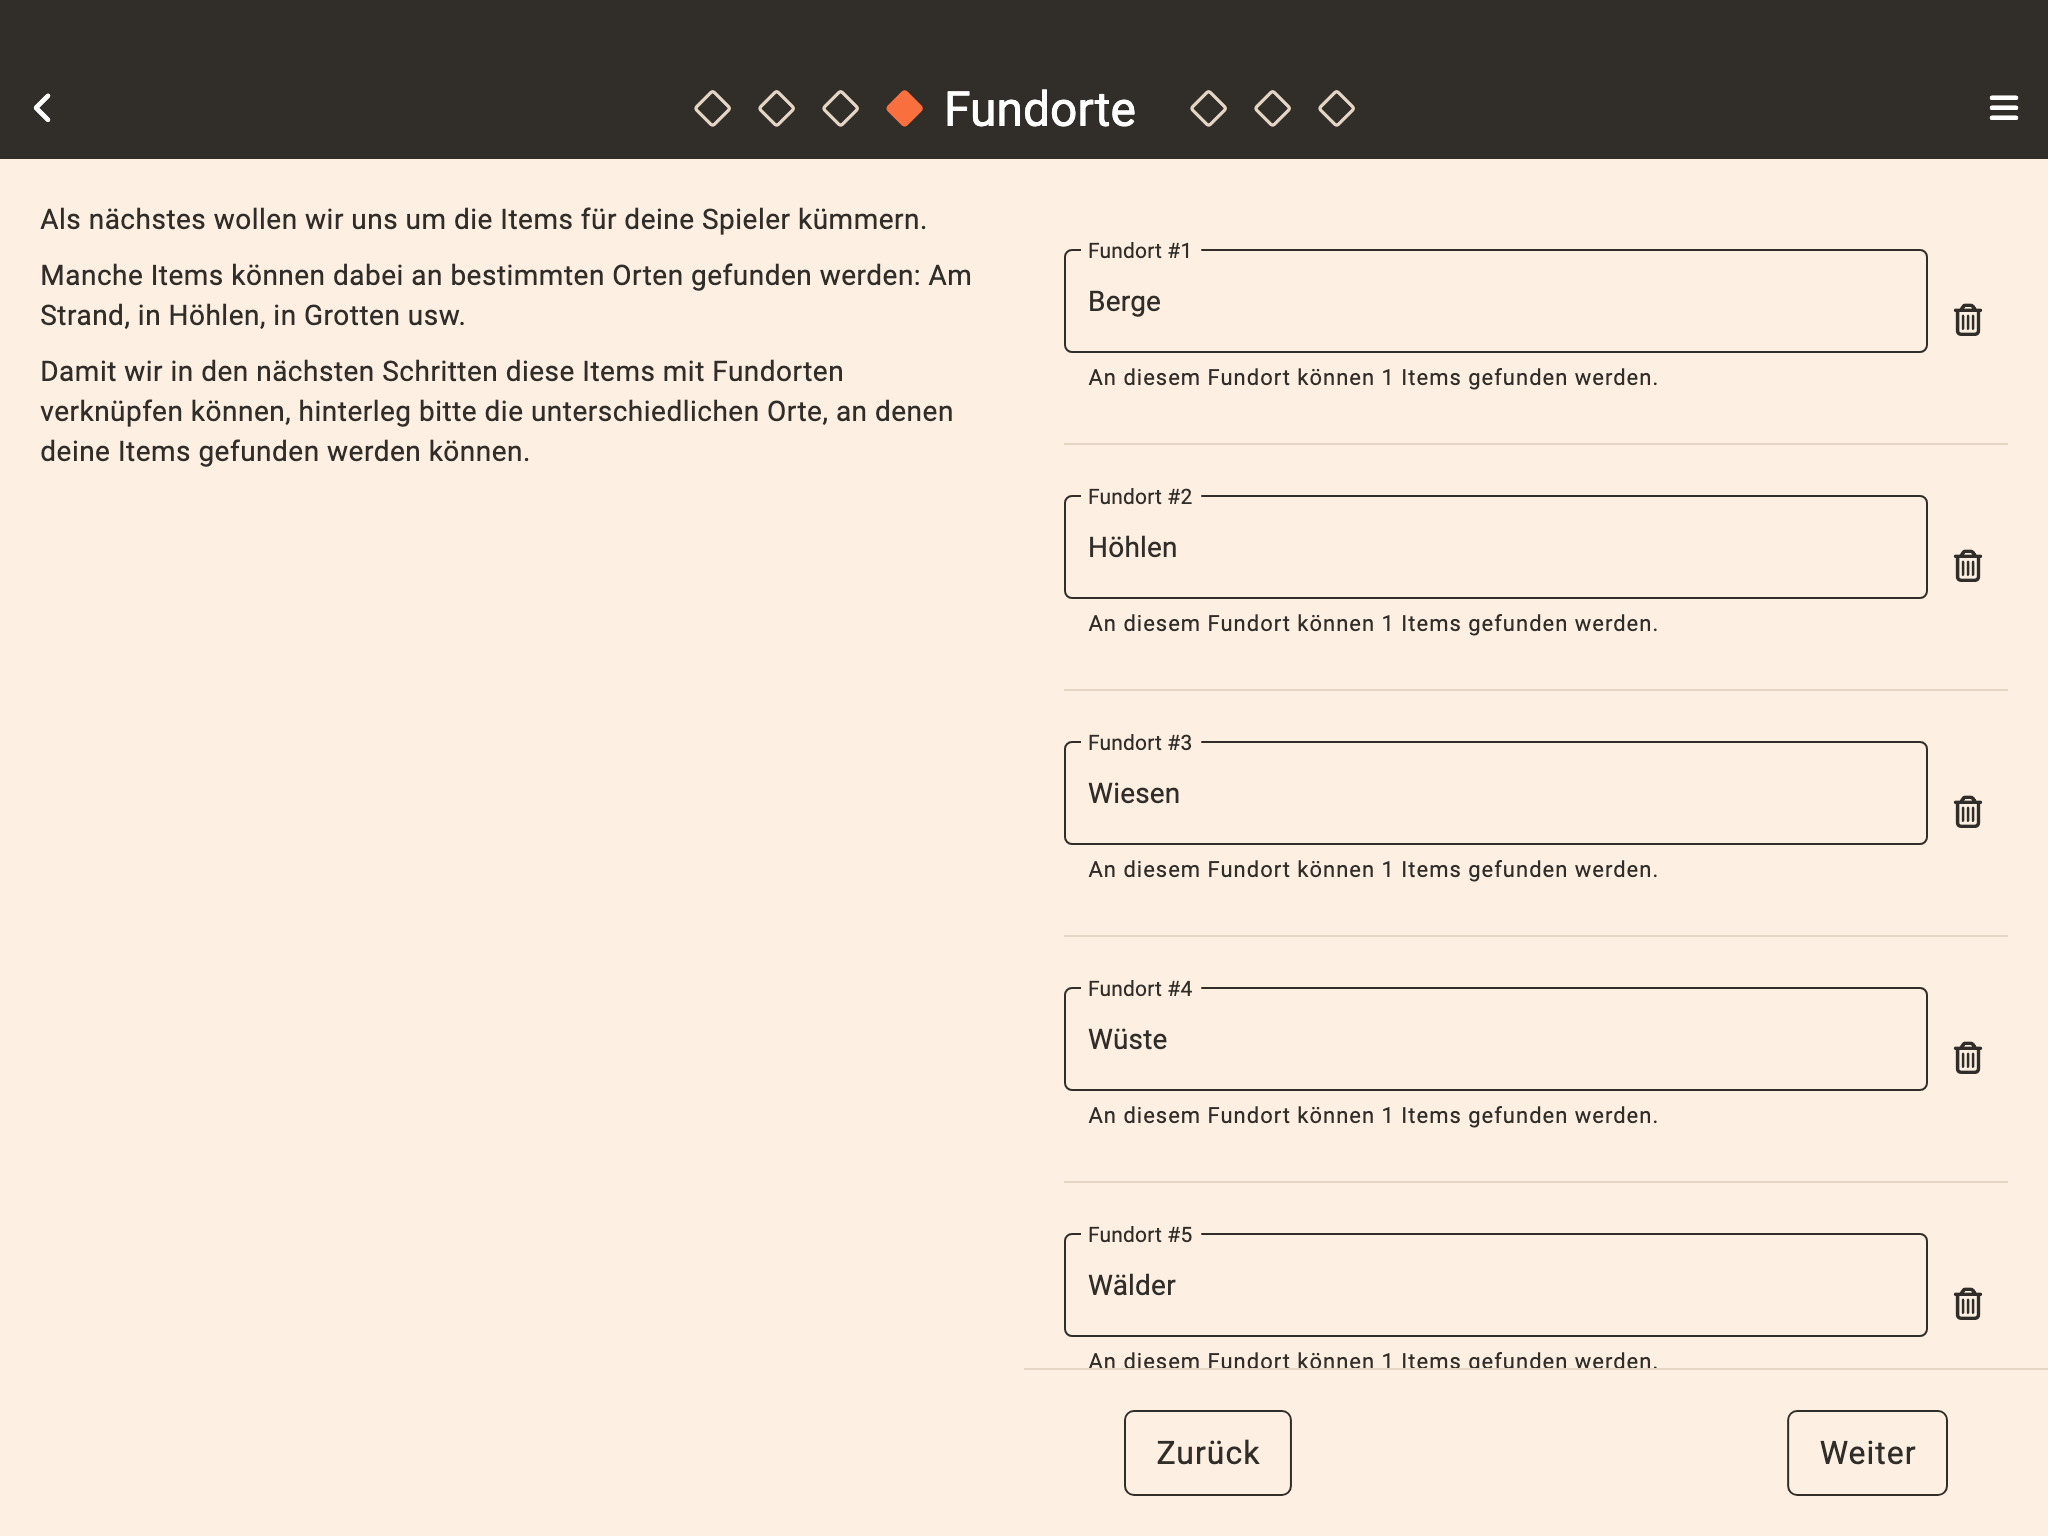 Fundorte
Als nächstes wollen wir uns um die Items für deine Spieler kümmern.
Manche Items können dabei an bestimmten Orten gefunden werden: Am
Strand, in Höhlen, in Grotten usw.
Damit wir in den nächsten Schritten diese Items mit Fundorten
verknüpfen können, hinterleg bitte die unterschiedlichen Orte, an denen
deine Items gefunden werden können.
Fundort #1
Berge
An diesem Fundort können 1 Items gefunden werden.
Fundort #2
Höhlen
An diesem Fundort können 1 Items gefunden werden.
Fundort #3
Wiesen
An diesem Fundort können 1 Items gefunden werden.
Fundort #4
Wüste
An diesem Fundort können 1 Items gefunden werden.
Fundort #5
Wälder
An diesem Fundort können 1 Items gefunden werden.
Zurück
Weiter